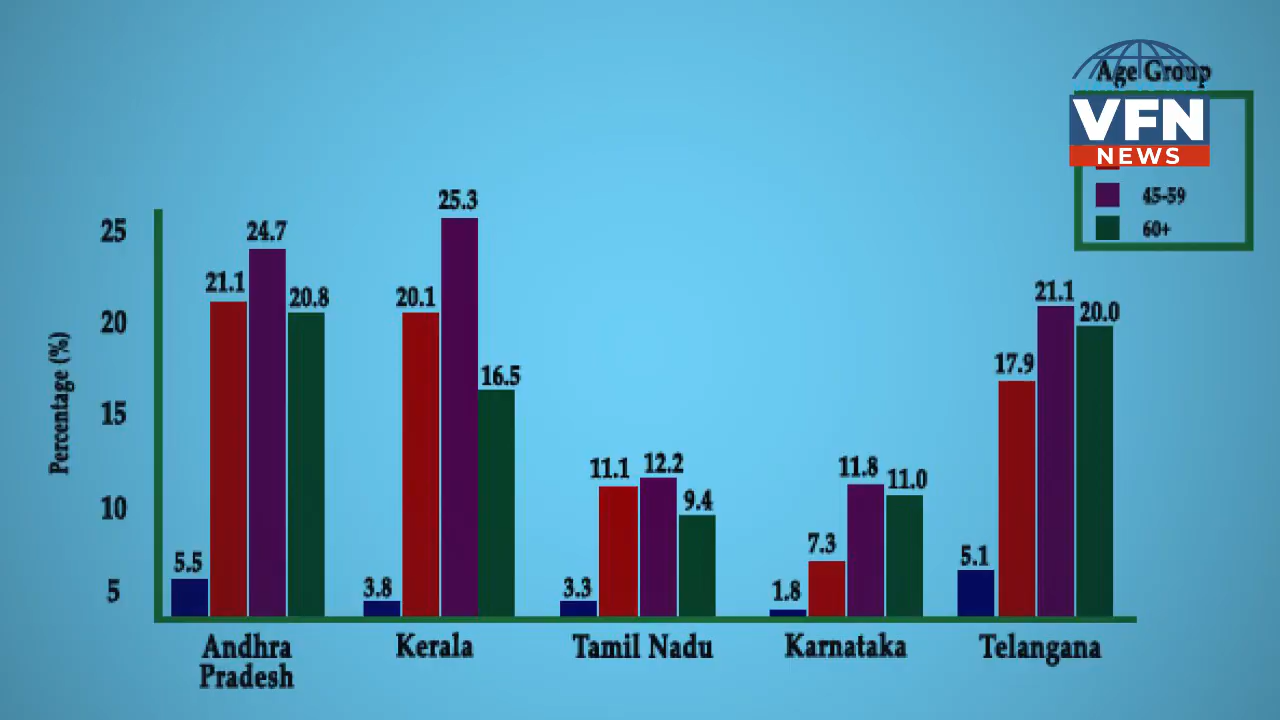 Age Group
VFN
NEWS
45-59
60+
Percentage (%)
25
20
15
10
5
5.5
21.1
24.7
20.8
3.8
20.1
25.3
16.5
3.3
11.1
12.2
9.4
1.8
7.3
11.8
11.0
5.1
17.9
21.1
20.0
Andhra
Pradesh
Kerala
Tamil Nadu
Karnataka
Telangana